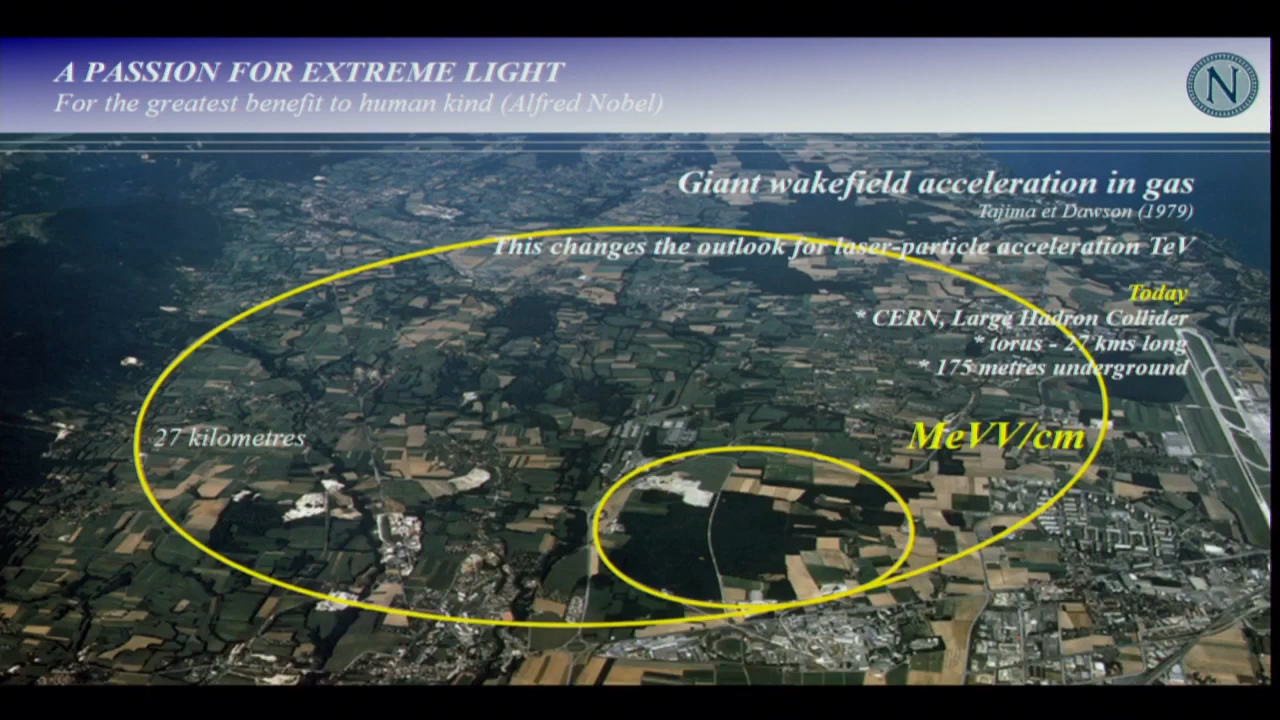 A PASSION FOR EXTREME LIGHT
For the greatest benefit to human kind (Alfred Nobel)
N
Giant wakefield acceleration in gas
Tajima et Dawson (1979)
This changes the outlook for laser-particle acceleration TeV
Today
* CERN, Large Hadron Collider
* torus - 27 kms long
* 175 metres underground
27 kilometres
MeVV/cm